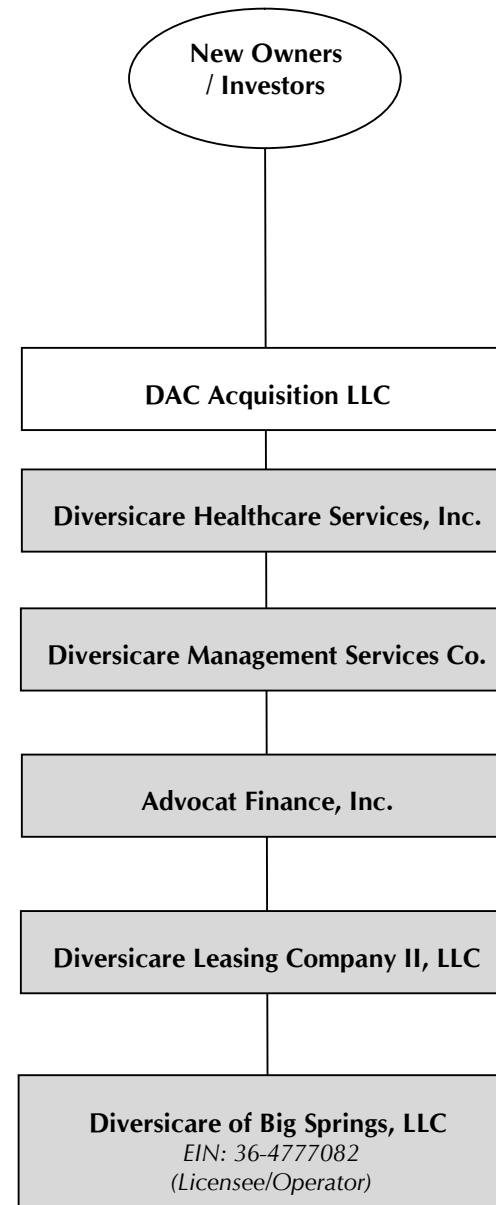 New Owners
/ Investors
DAC Acquisition LLC
Diversicare Healthcare Services, Inc.
Diversicare Management Services Co.
Advocat Finance, Inc.
Diversicare Leasing Company II, LLC
Diversicare of Big Springs, LLC
EIN: 36-4777082
(Licensee/Operator)